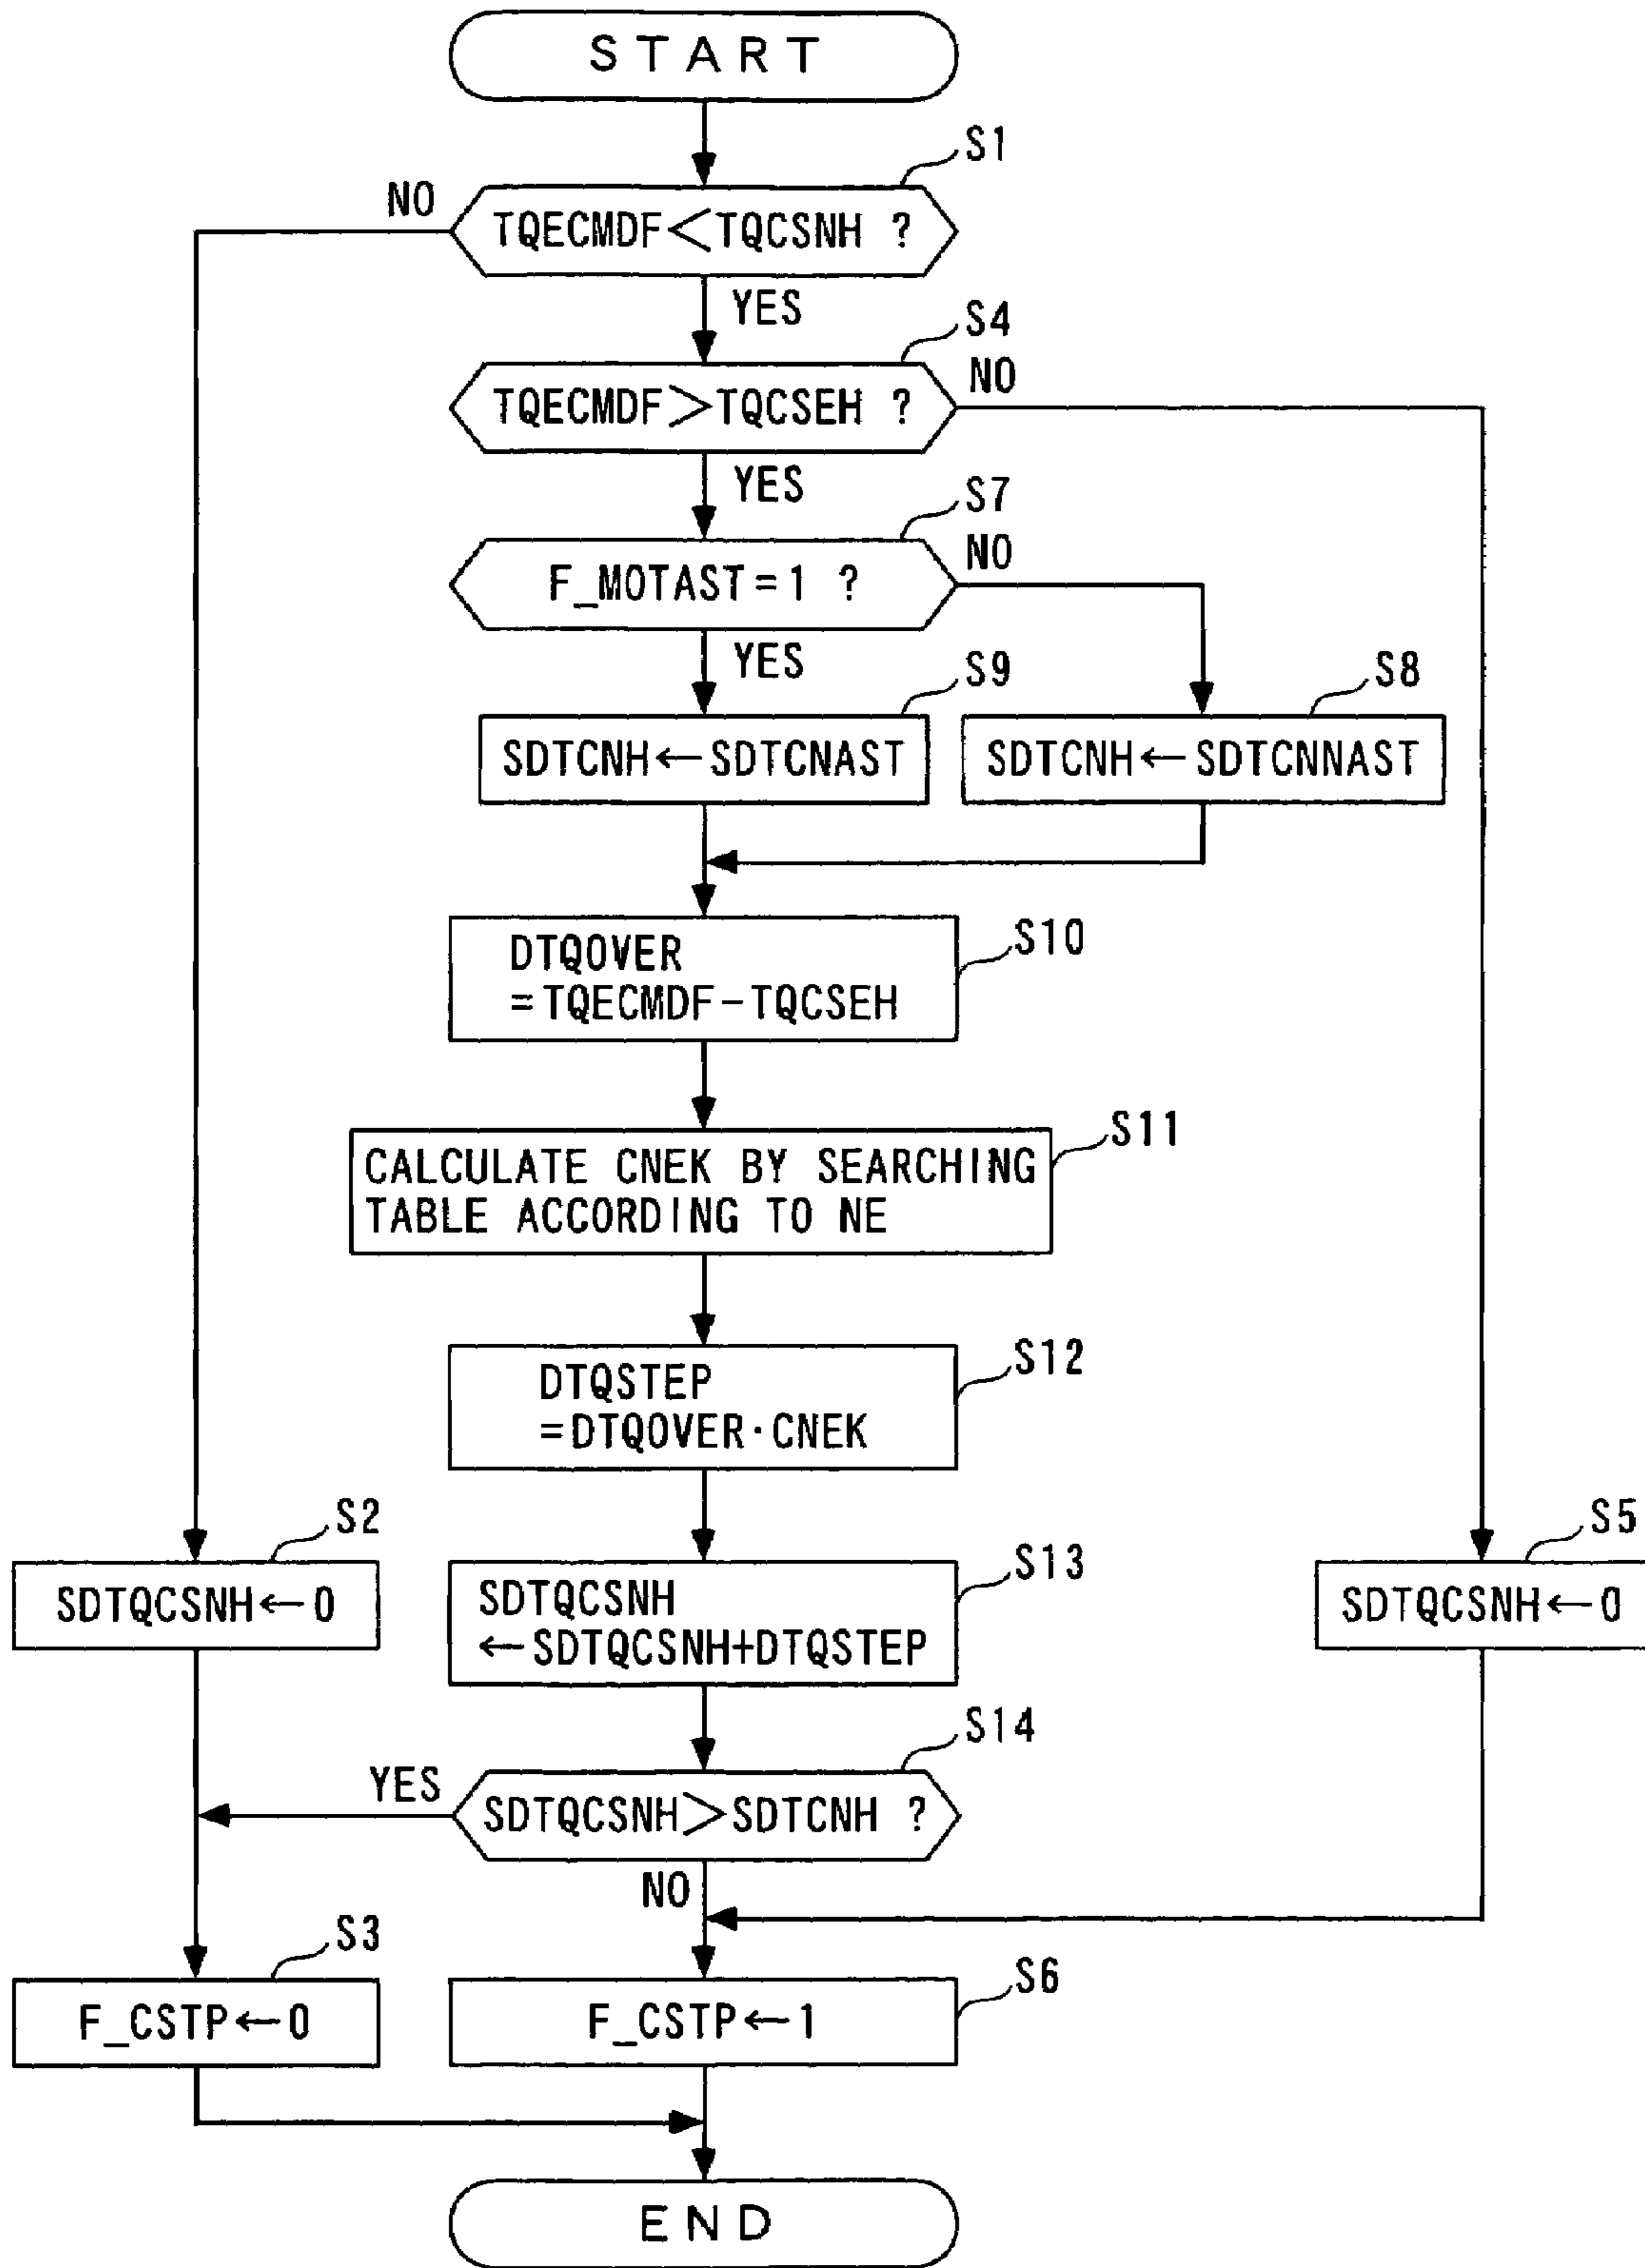 START
S1
NO
TQECMDF<TQCSNH ?
YES
S4
NO
TQECMDF>TQCSEH ?
YES
S7
NO
F_MOTAST=1 ?
YES
S9
S8
SDTCNH←SDTCNAST
SDTCNH←SDTCNNAST
S10
DTQOVER
=TQECMDF-TQCSEH
S11
CALCULATE CNEK BY SEARCHING
TABLE ACCORDING TO NE
S12
DTQSTEP
=DTQOVER·CNEK
S2
S13
S5
SDTQCSNH←0
SDTQCSNH
←SDTQCSNH+DTQSTEP
SDTQCSNH←0
S14
YES
SDTQCSNH>SDTCNH ?
NO
S3
S6
F_CSTP←0
F_CSTP←1
END